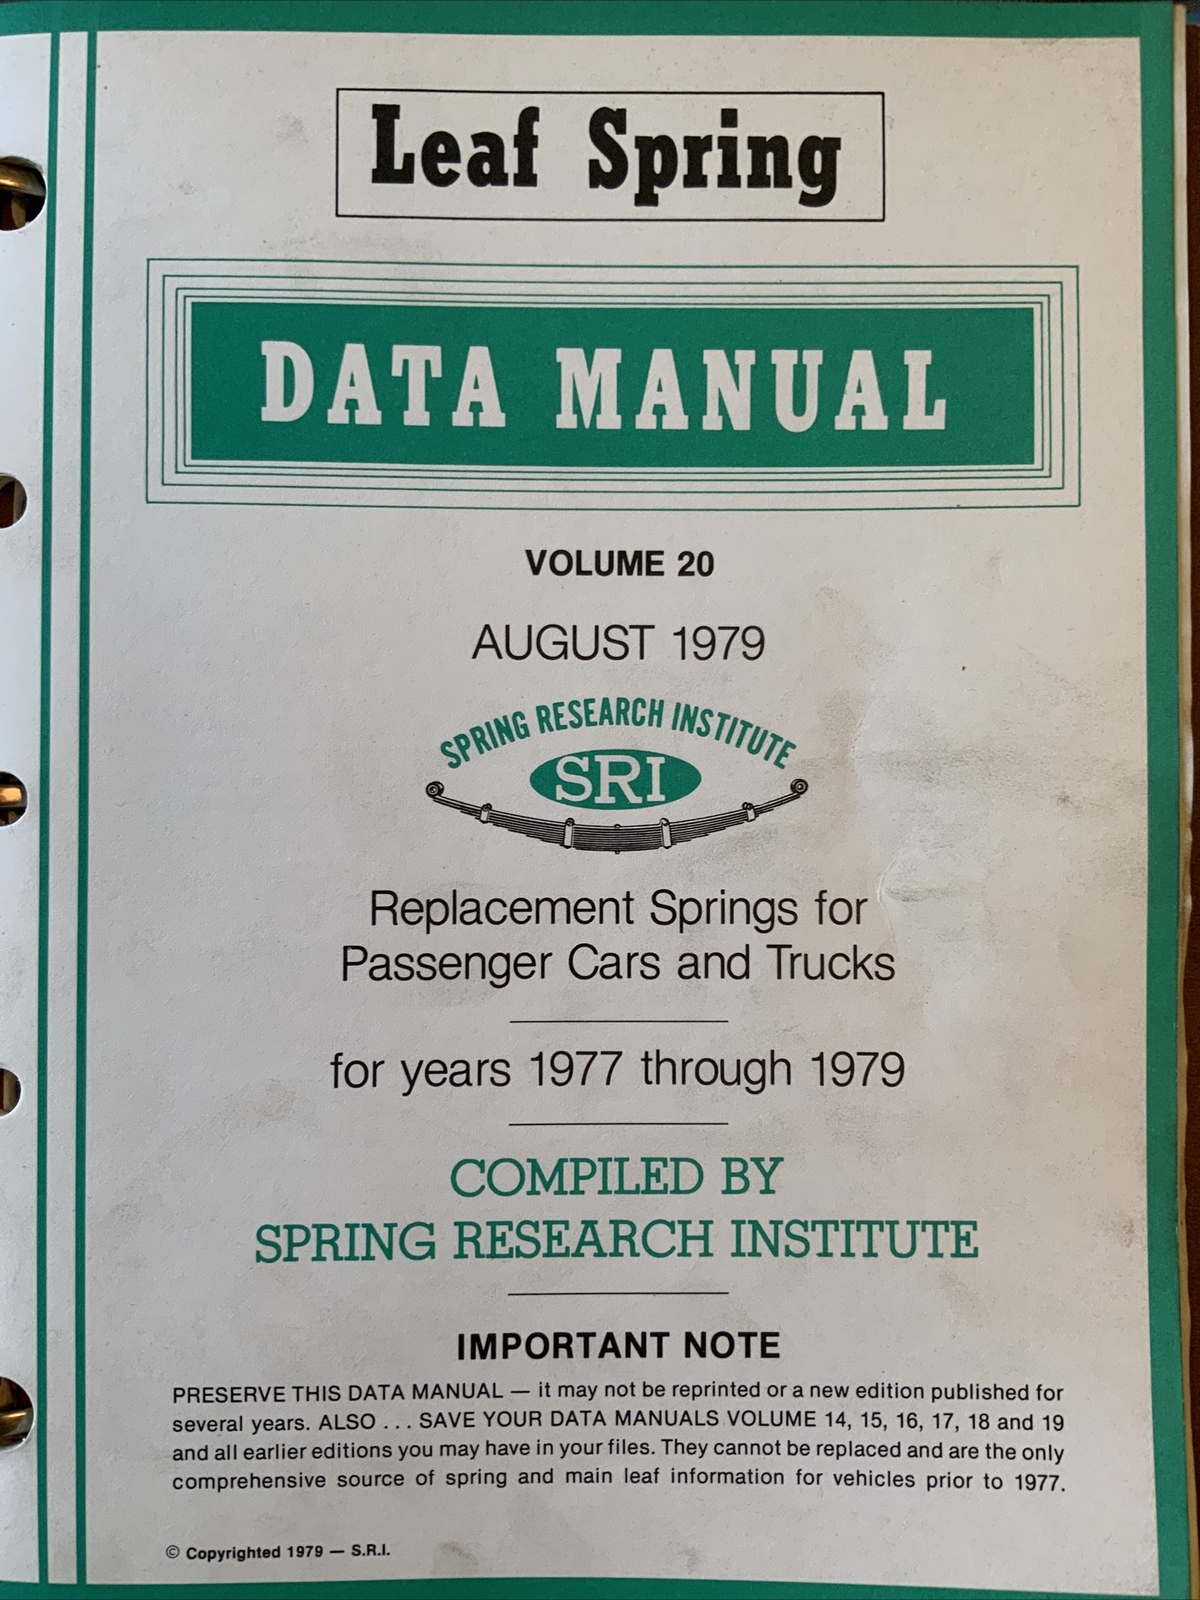 Leaf Spring
DATA MANUAL
VOLUME 20
AUGUST 1979
SPRING RESEARCH INSTITUTE
SRI
Replacement Springs for
Passenger Cars and Trucks
for years 1977 through 1979
COMPILED BY
SPRING RESEARCH INSTITUTE
IMPORTANT NOTE
PRESERVE THIS DATA MANUAL — it may not be reprinted or a new edition published for
several years. ALSO . . . SAVE YOUR DATA MANUALS VOLUME 14, 15, 16, 17, 18 and 19
and all earlier editions you may have in your files. They cannot be replaced and are the only
comprehensive source of spring and main leaf information for vehicles prior to 1977.
© Copyrighted 1979 — S.R.I.